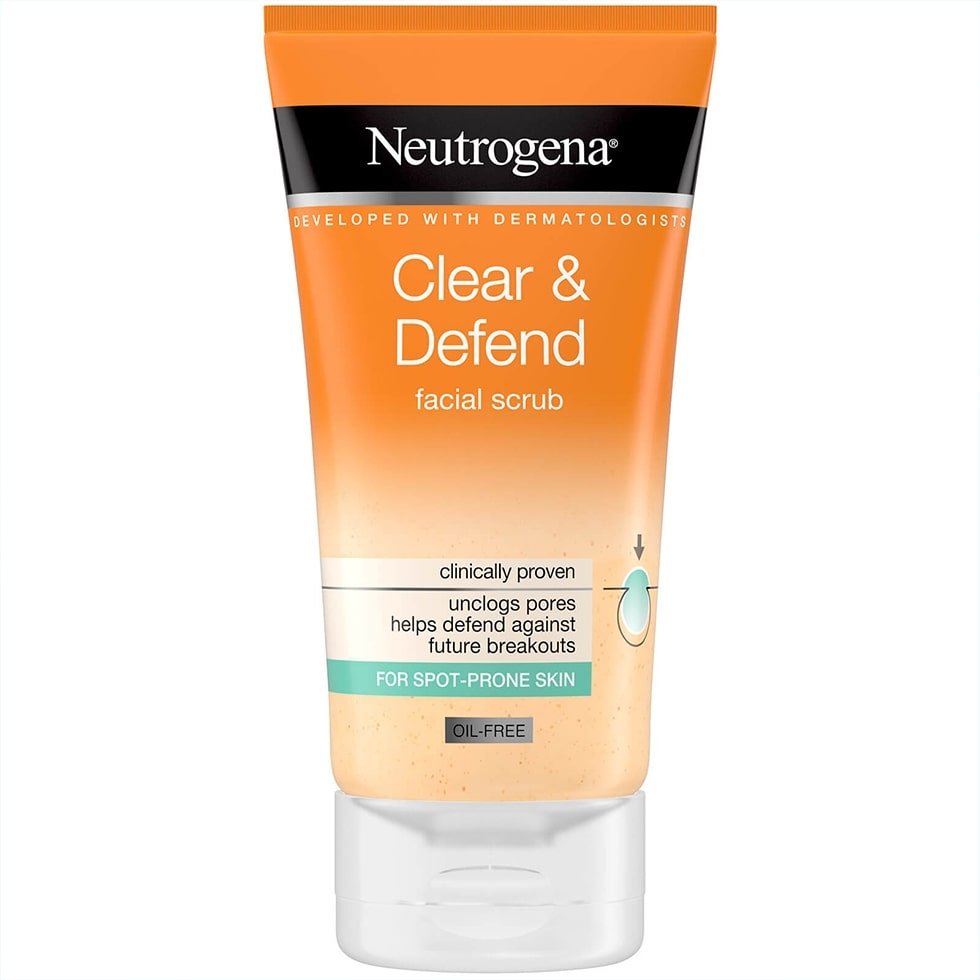 Neutrogena®
DEVELOPED WITH DERMATOLOGISTS
Clear &
Defend
facial scrub
clinically proven
unclogs pores
helps defend against
future breakouts
FOR SPOT-PRONE SKIN
OIL-FREE